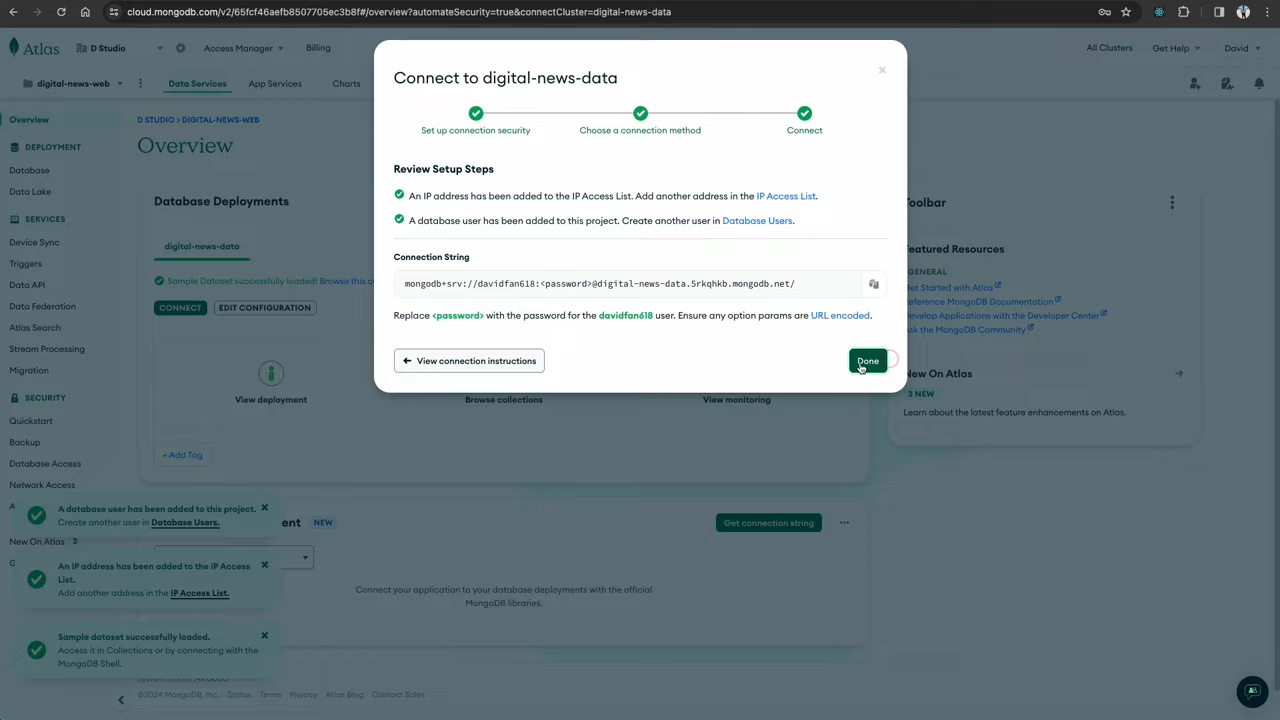 cloud.mongodb.com/v2/65fcf46aefb8507705ec3b8f#/overview?automateSecurity=true&connectCluster=digital-news-data
Atlas
D Studio
Access Manager
Billing
All Clusters
Get Help
David
digital-news-web
Data Services
App Services
Charts
Overview
DEPLOYMENT
Database
Data Lake
SERVICES
Device Sync
Triggers
Data API
Data Federation
Atlas Search
Stream Processing
Migration
SECURITY
Quickstart
Backup
Database Access
Network Access
New On Atlas 3
D STUDIO > DIGITAL-NEWS-WEB
Overview
Database Deployments
digital-news-data
Sample Dataset successfully loaded! Browse this
CONNECT
EDIT CONFIGURATION
View deployment
Browse collections
View monitoring
+ Add Tag
NEW
Get connection string
Connect your application to your database deployments with the official
MongoDB libraries.
©2024 MongoDB, Inc.
Status
Terms
Privacy
Atlas Blog
Contact Sales
Toolbar
Featured Resources
GENERAL
Get Started with Atlas
Reference MongoDB Documentation
Develop Applications with the Developer Center
Ask the MongoDB Community
New On Atlas
3 NEW
Learn about the latest feature enhancements on Atlas.
Connect to digital-news-data
Set up connection security
Choose a connection method
Connect
Review Setup Steps
An IP address has been added to the IP Access List. Add another address in the IP Access List.
A database user has been added to this project. Create another user in Database Users.
Connection String
mongodb+srv://davidfan618:<password>@digital-news-data.5rkqhkb.mongodb.net/
Replace <password> with the password for the davidfan618 user. Ensure any option params are URL encoded.
View connection instructions
Done
A database user has been added to this project.
Create another user in Database Users.
An IP address has been added to the IP Access
List.
Add another address in the IP Access List.
Sample dataset successfully loaded.
Access it in Collections or by connecting with the
MongoDB Shell.